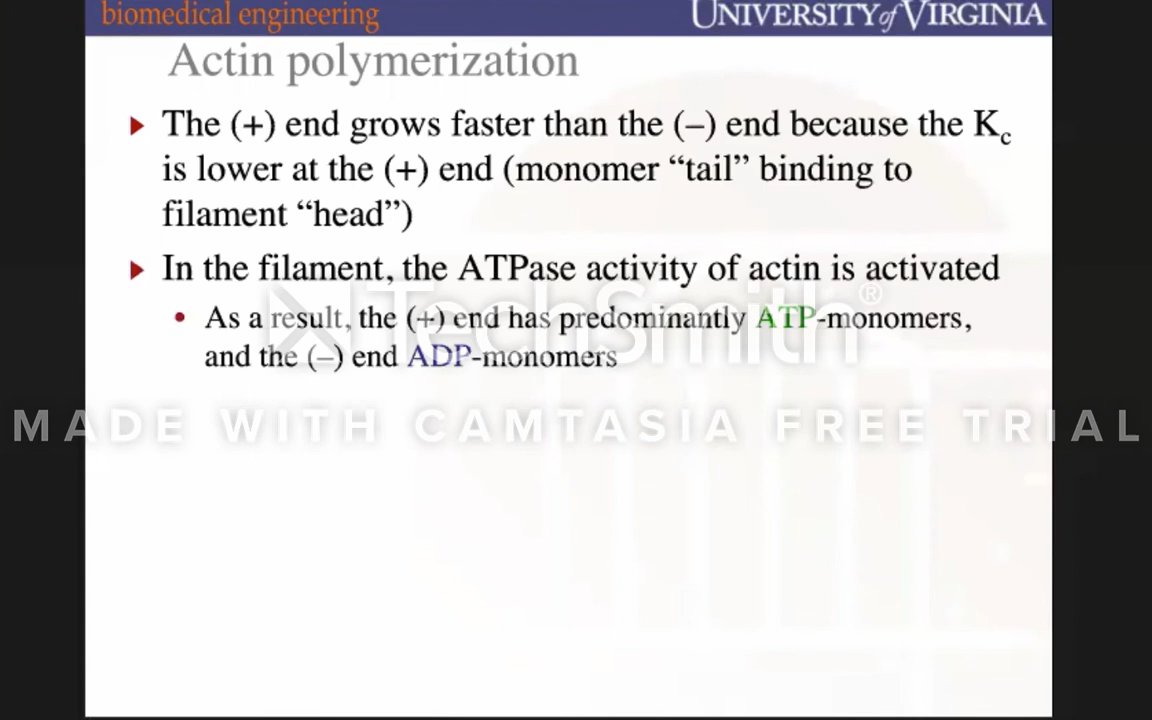 biomedical engineering
UNIVERSITY of VIRGINIA
Actin polymerization
The (+) end grows faster than the (–) end because the Kc
is lower at the (+) end (monomer “tail” binding to
filament “head”)
In the filament, the ATPase activity of actin is activated
• As a result, the (+) end has predominantly ATP-monomers,
and the (–) end ADP-monomers
TechSmith®
MADE WITH CAMTASIA FREE TRIAL